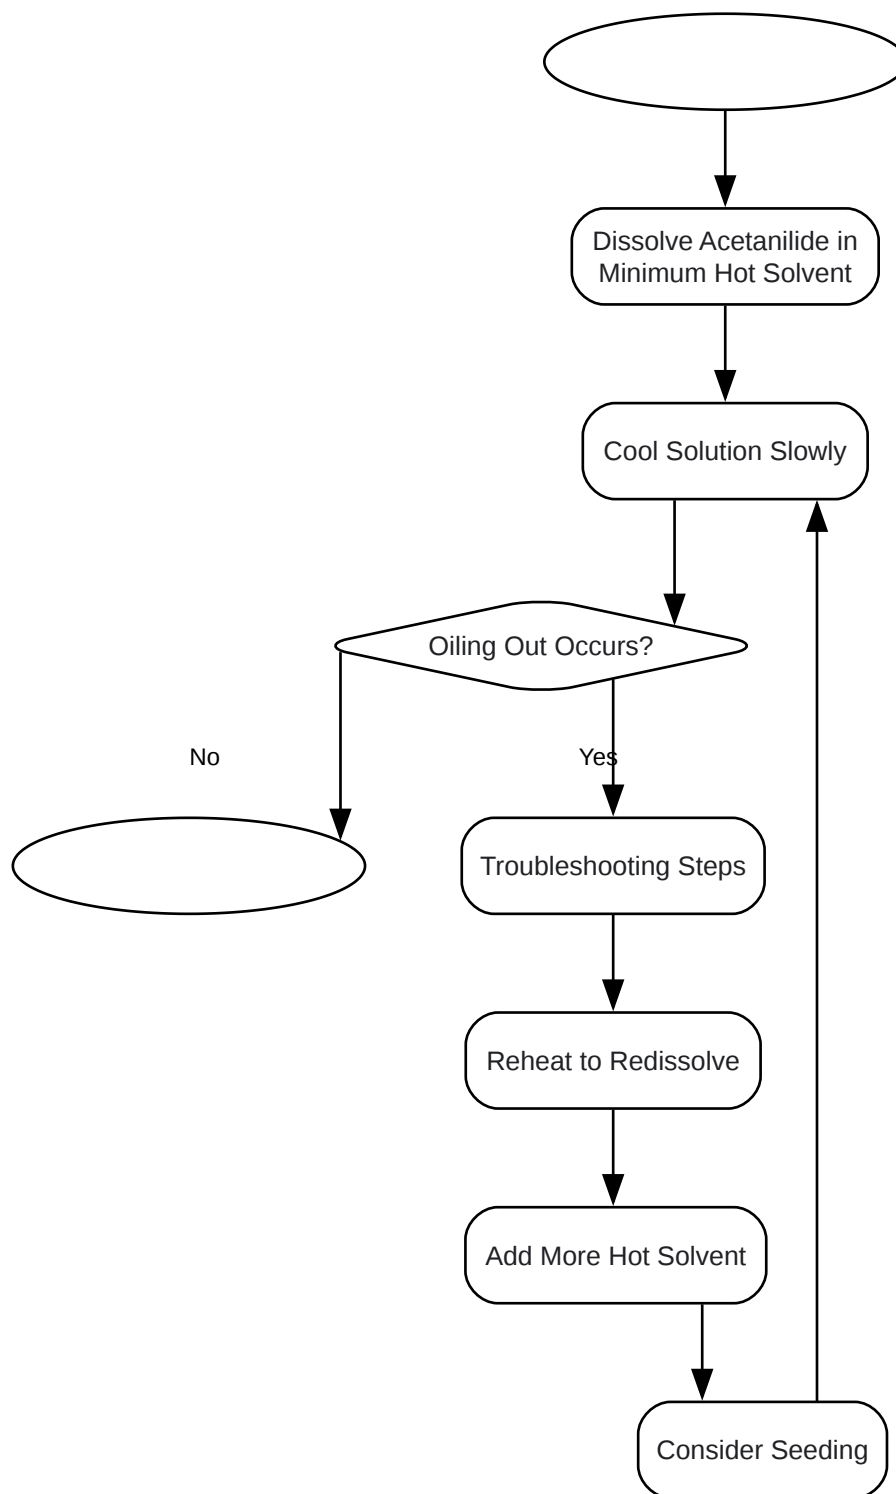 Dissolve Acetanilide in
Minimum Hot Solvent
Cool Solution Slowly
Oiling Out Occurs?
No
Yes
Troubleshooting Steps
Reheat to Redissolve
Add More Hot Solvent
Consider Seeding